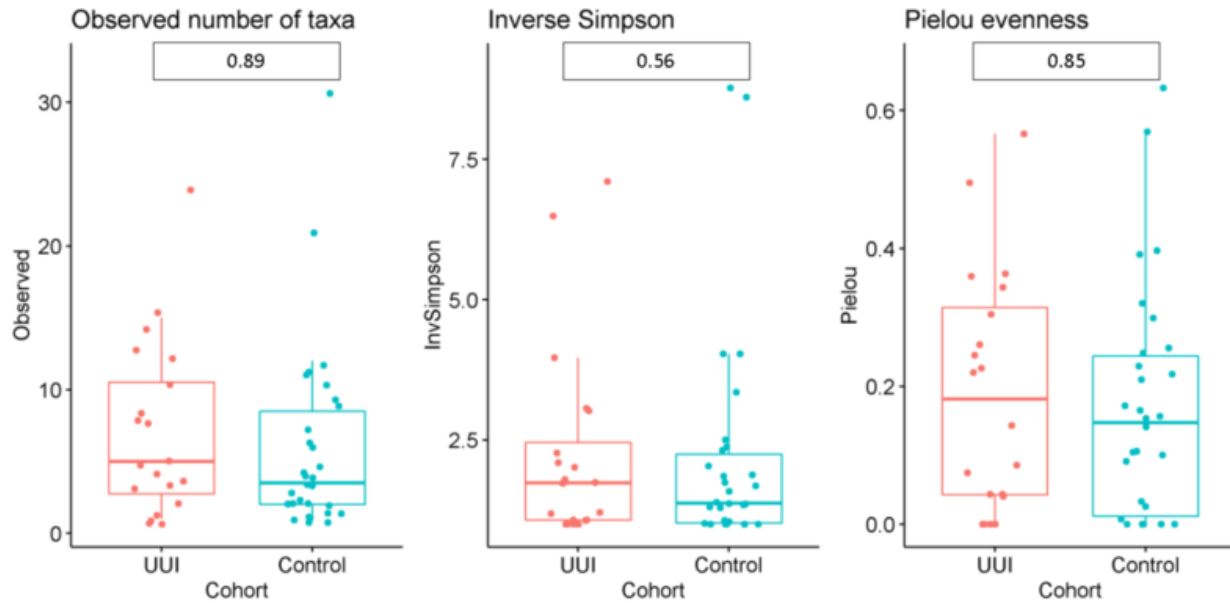 Observed number of taxa
0.89
30
20
10
0
Observed
UUI Control
Cohort
Inverse Simpson
0.56
7.5
5.0
2.5
InvSimpson
UUI Control
Cohort
Pielou evenness
0.85
0.6
0.4
0.2
0.0
Pielou
UUI Control
Cohort